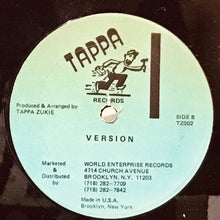 TAPPA
RECORDS
Produced & Arranged by
TAPPA ZUKIE
SIDE B
TZ002
VERSION
Marketed
&
Distributed
by
WORLD ENTERPRISE RECORDS
4714 CHURCH AVENUE
BROOKLYN, N.Y. 11203
(718) 282-7709
(718) 282-7842
Made in U.S.A.
Brooklyn, New York